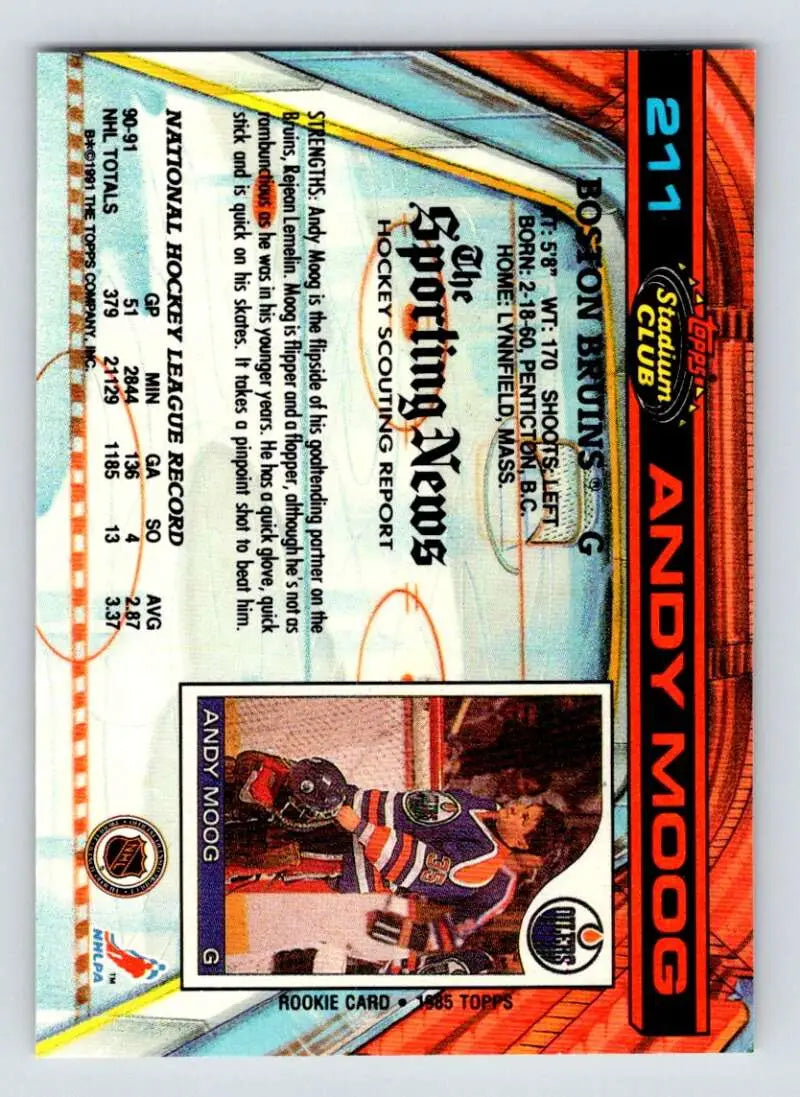 211
TOPPS®
Stadium
CLUB
ANDY MOOG
BOSTON BRUINS® G
HT: 5'8" WT: 170 SHOOTS: LEFT
BORN: 2-18-60, PENTICTON, B.C.
HOME: LYNNFIELD, MASS.
The
Sporting News
HOCKEY SCOUTING REPORT
STRENGTHS: Andy Moog is the flipside of his goaltending partner on the
Bruins, Rejean Lemelin. Moog is flipper and a flopper, although he's not as
rambunctious as he was in his younger years. He has a quick glove, quick
stick and is quick on his skates. It takes a pinpoint shot to beat him.
NATIONAL HOCKEY LEAGUE RECORD
GP MIN GA SO AVG
90-91 51 2844 136 4 2.87
NHL TOTALS 379 21129 1185 13 3.37
B*©1991 THE TOPPS COMPANY, INC.
OILERS
OILERS
35
ANDY MOOG G
ROOKIE CARD • 1985 TOPPS
NHL
NHLPA
TM